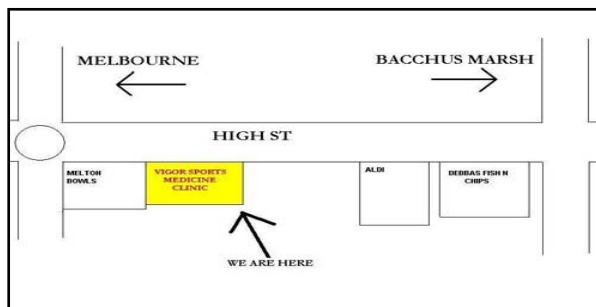 MELBOURNE
BACCHUS MARSH
HIGH ST
MELTON
BOWLS
VIGOR SPORTS
MEDICINE
CLINIC
ALDI
DEBBAS FISH N
CHIPS
WE ARE HERE